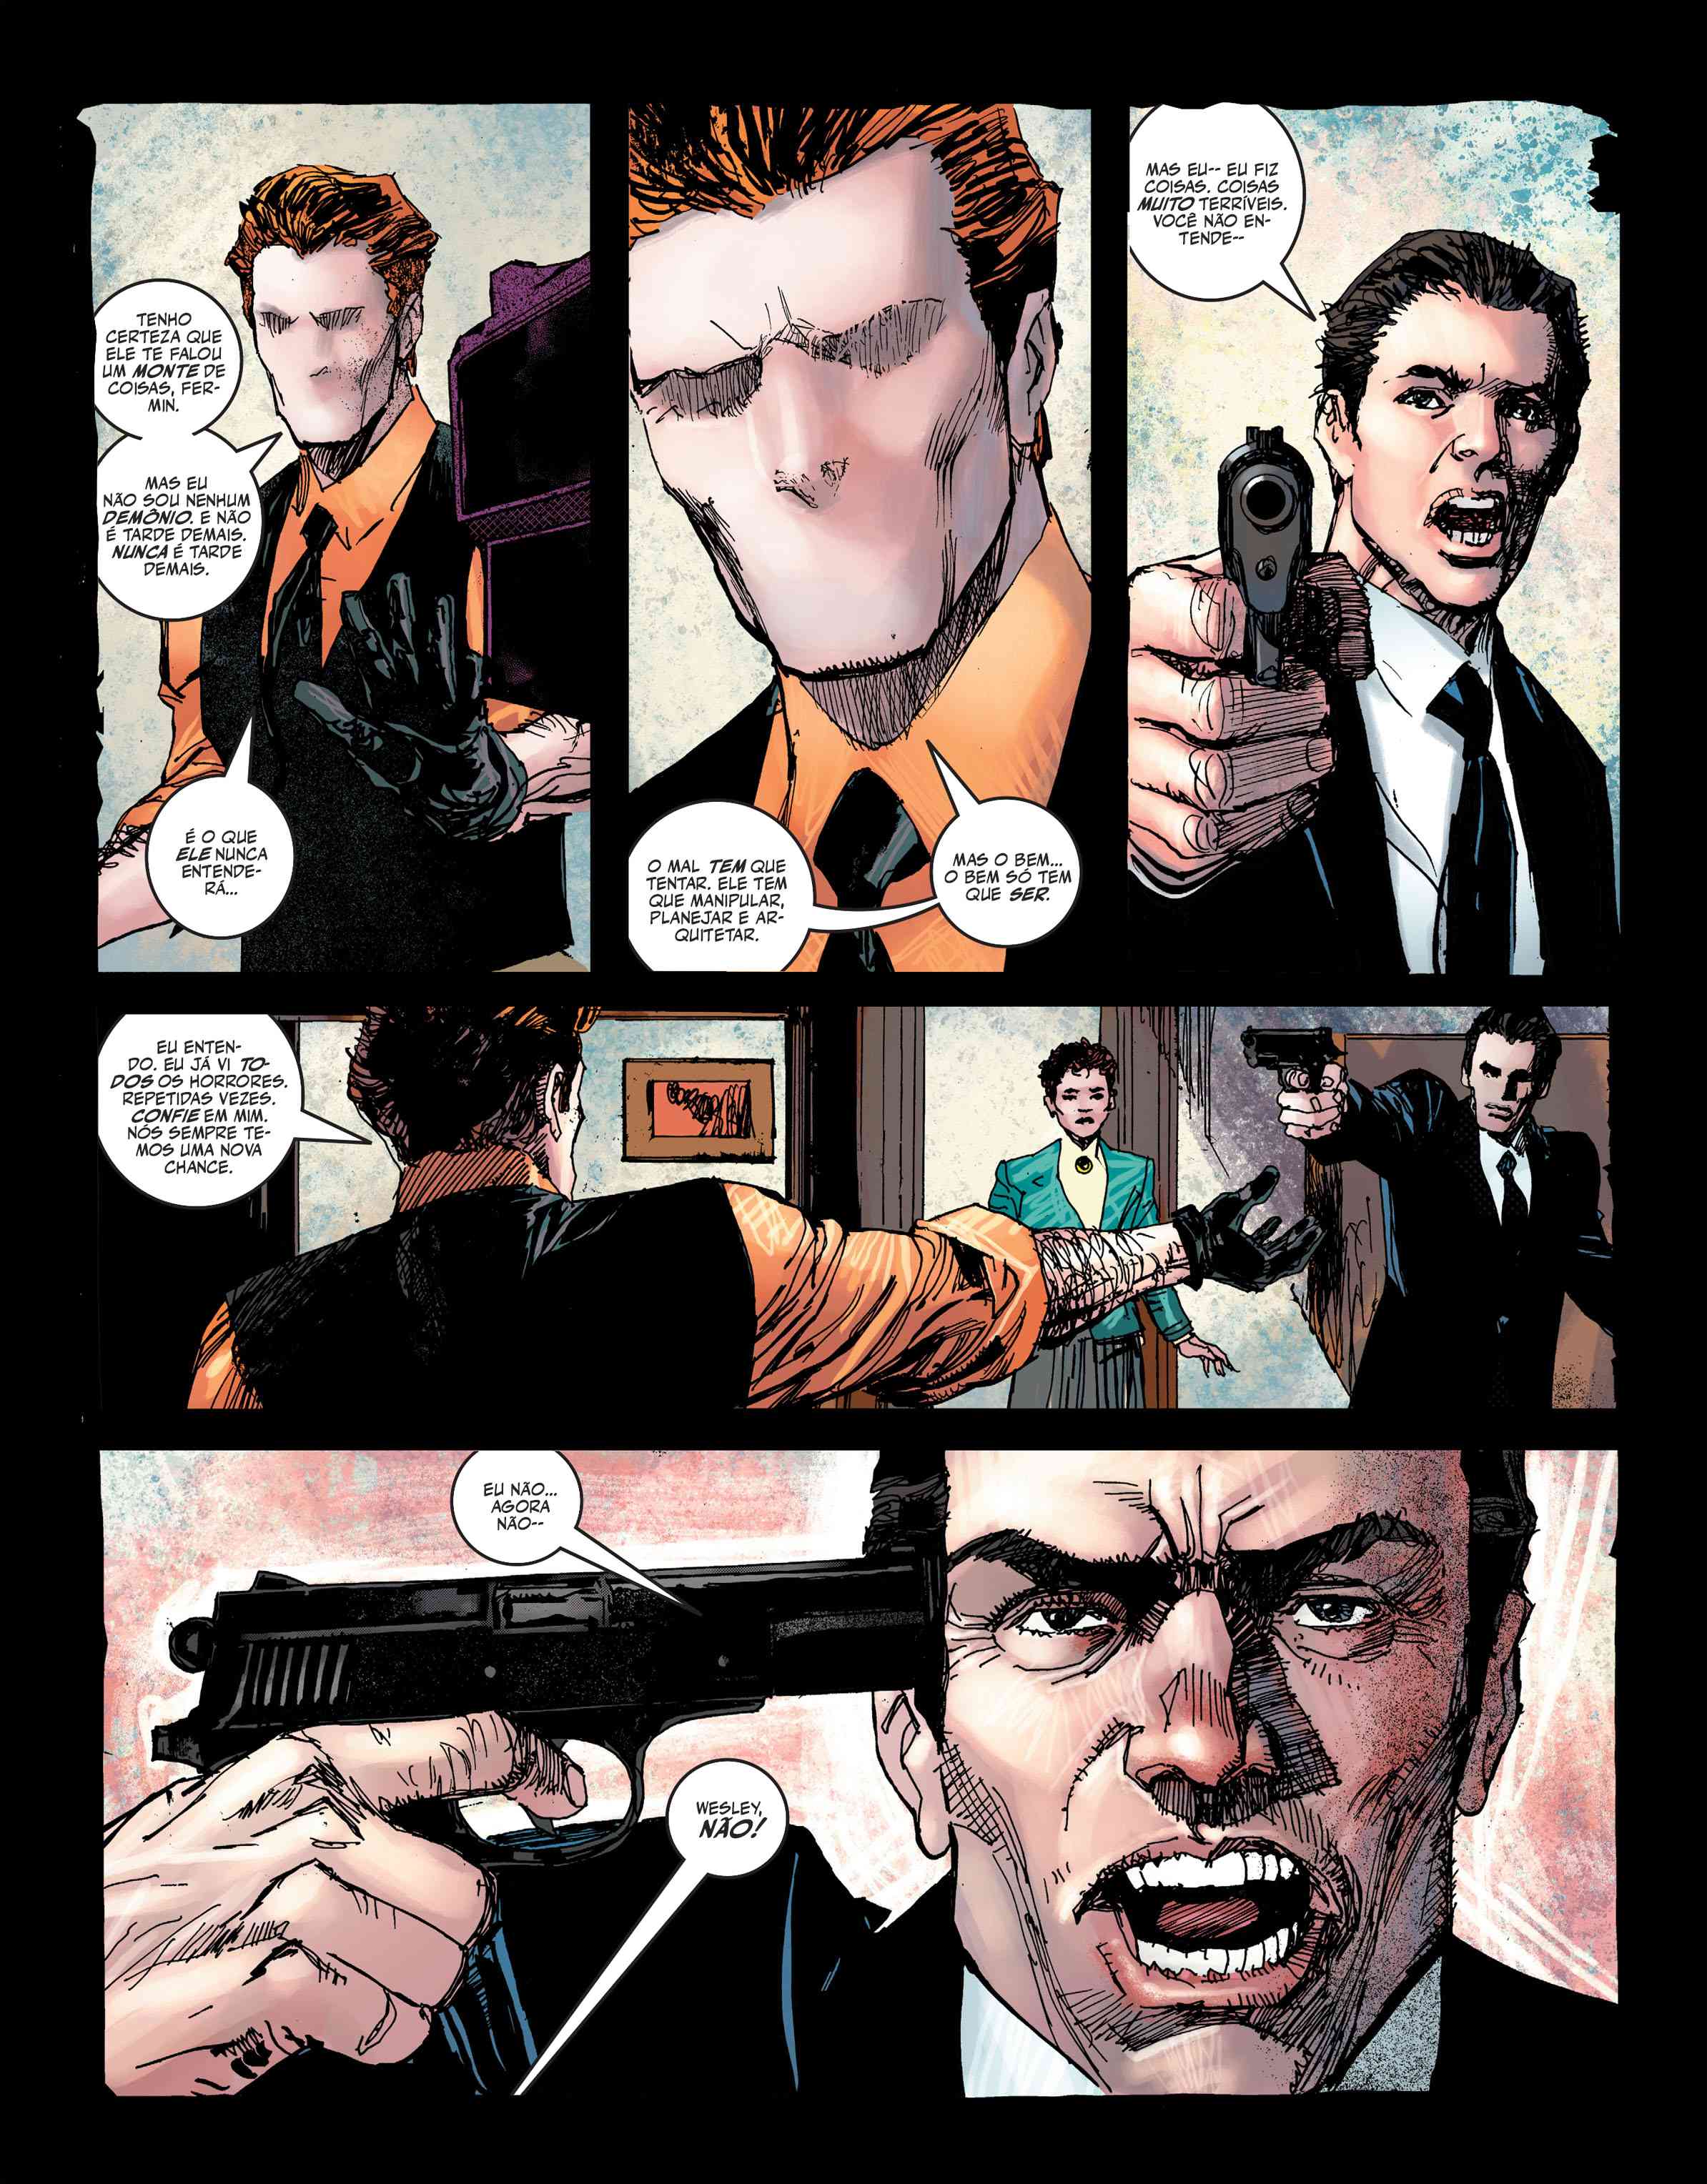 TENHO
CERTEZA QUE
ELE TE FALOU
UM MONTE DE
COISAS, FER-
MIN.
MAS EU
NÃO SOU NENHUM
DEMÔNIO. E NÃO
É TARDE DEMAIS.
NUNCA É TARDE
DEMAIS.
É O QUE
ELE NUNCA
ENTENDE-
RÁ...
O MAL TEM QUE
TENTAR. ELE TEM
QUE MANIPULAR,
PLANEJAR E AR-
QUITETAR.
MAS O BEM...
O BEM SÓ TEM
QUE SER.
MAS EU-- EU FIZ
COISAS. COISAS
MUITO TERRÍVEIS.
VOCÊ NÃO EN-
TENDE--
EU ENTEN-
DO. EU JÁ VI TO-
DOS OS HORRORES.
REPETIDAS VEZES.
CONFIE EM MIM.
NÓS SEMPRE TE-
MOS UMA NOVA
CHANCE.
EU NÃO...
AGORA
NÃO--
WESLEY,
NÃO!